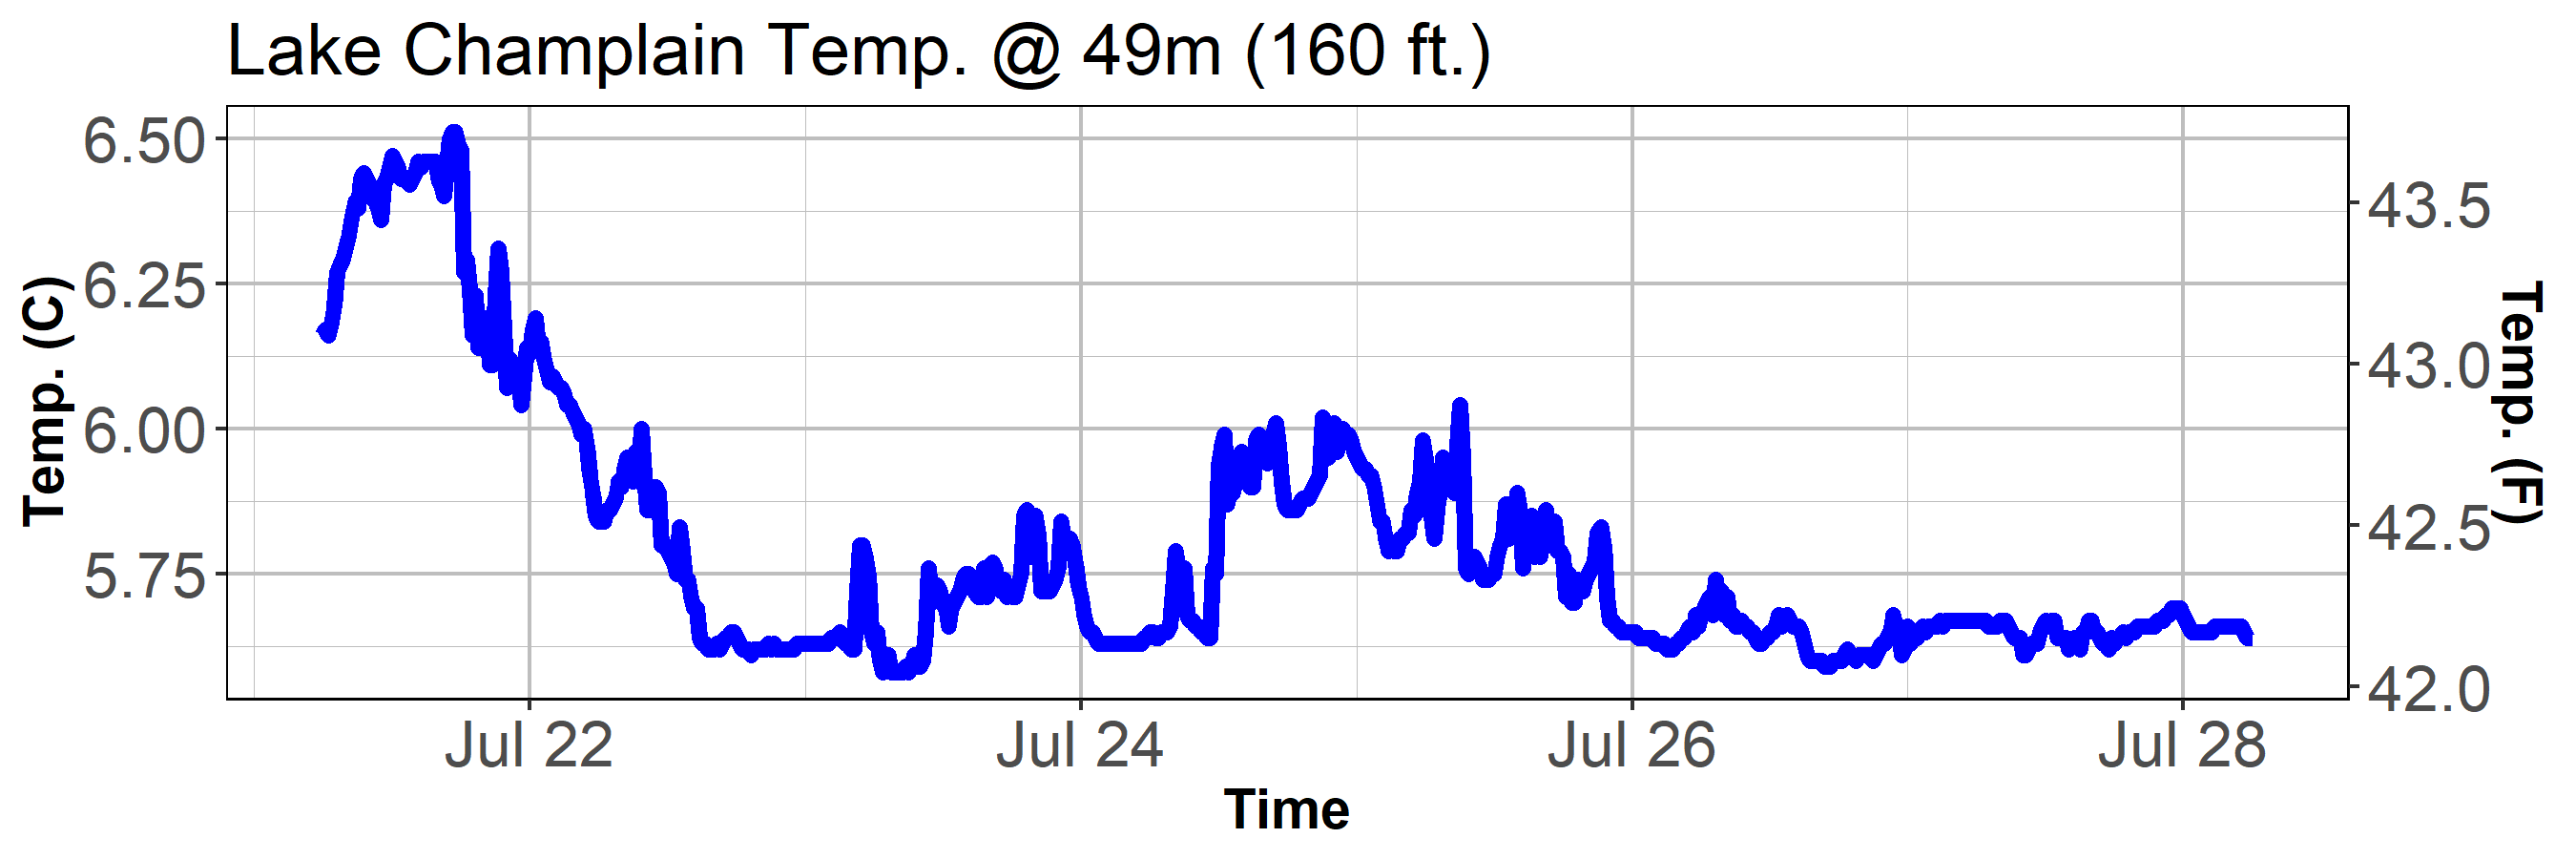 Lake Champlain Temp. @ 49m (160 ft.)
6.50
6.25
6.00
5.75
Temp. (C)
43.5
43.0
42.5
42.0
Temp. (F)
Jul 22
Jul 24
Jul 26
Jul 28
Time